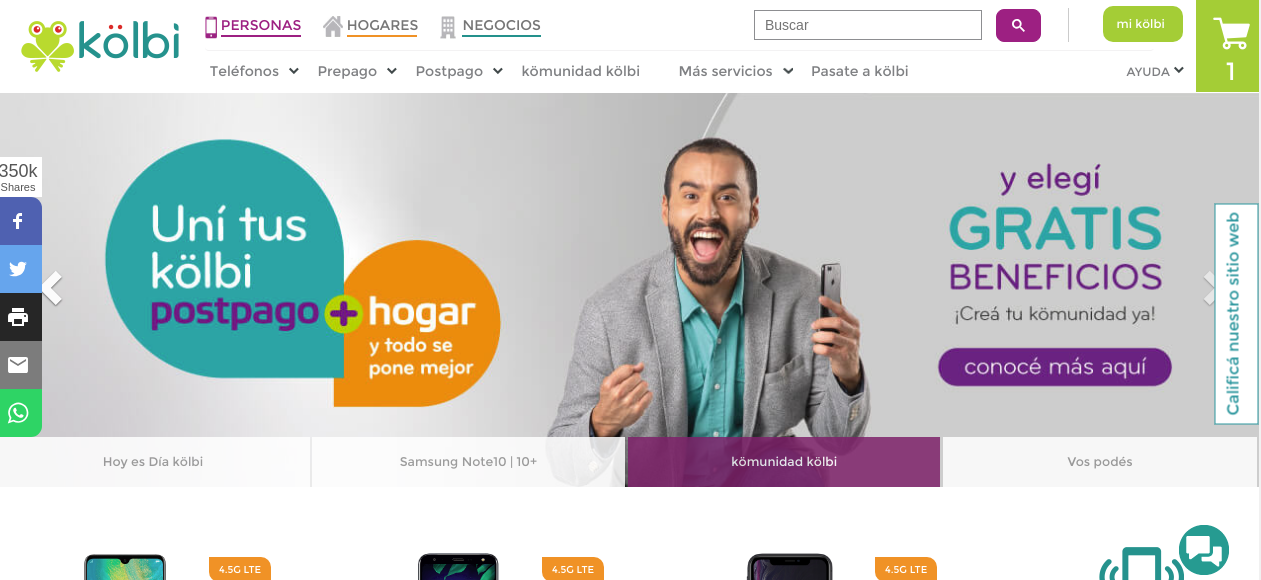 kölbi
PERSONAS
HOGARES
NEGOCIOS
Buscar
mi kölbi
1
Teléfonos
Prepago
Postpago
kömunidad kölbi
Más servicios
Pasate a kölbi
AYUDA
350k
Shares
Uní tus
kölbi
postpago + hogar
y todo se
pone mejor
y elegí
GRATIS
BENEFICIOS
¡Creá tu kömunidad ya!
conocé más aquí
Calificá nuestro sitio web
Hoy es Día kölbi
Samsung Note10 | 10+
kömunidad kölbi
Vos podés
4.5G LTE
4.5G LTE
4.5G LTE